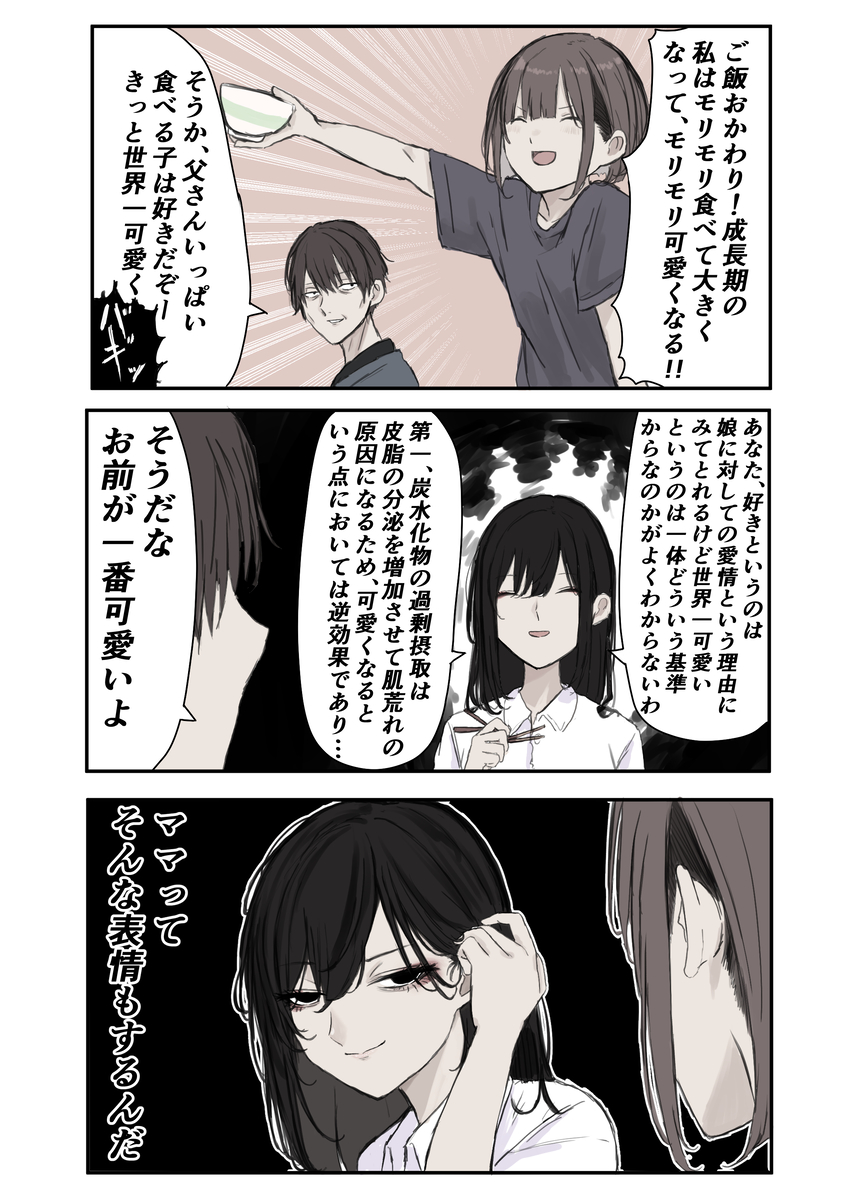 ご飯おかわり！成長期の
私はモリモリ食べて大きく
なって、モリモリ可愛くなる!!
そうか、父さんいっぱい
食べる子は好きだぞー
きっと世界一可愛く
バギッ
あなた、好きというのは
娘に対しての愛情という理由に
みてとれるけど世界一可愛い
というのは一体どういう基準
からなのかがよくわからないわ
第一、炭水化物の過剰摂取は
皮脂の分泌を増加させて肌荒れの
原因になるため、可愛くなると
いう点においては逆効果であり…
そうだな
お前が一番可愛いよ
ママって
そんな表情もするんだ